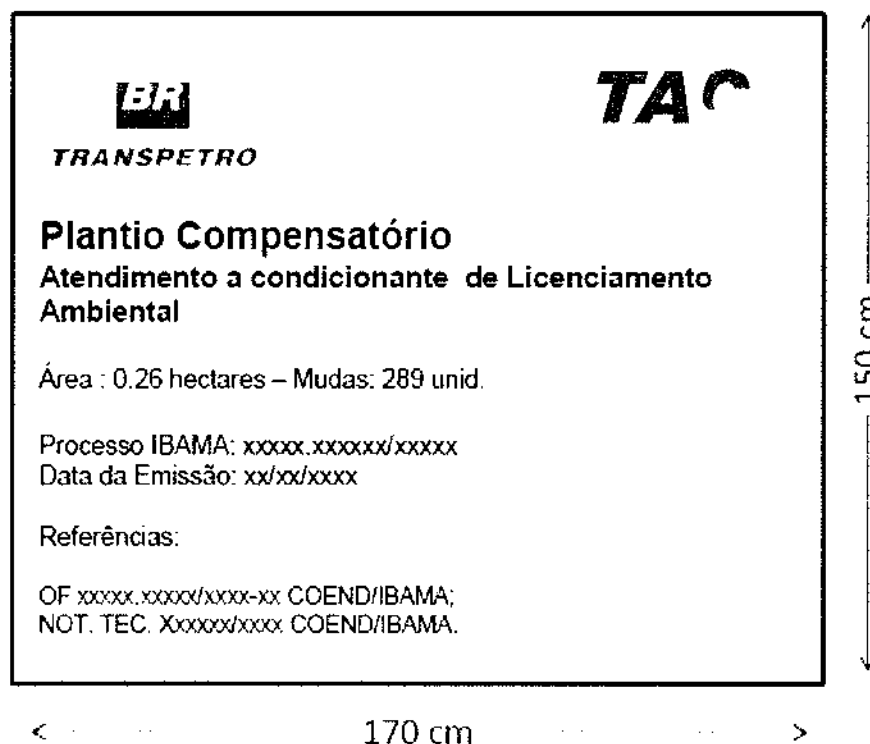 BR
TRANSPETRO
TAG
Plantio Compensatório
Atendimento a condicionante de Licenciamento
Ambiental
Área : 0.26 hectares – Mudas: 289 unid.
Processo IBAMA: xxxxx.xxxxxx/xxxxx
Data da Emissão: xx/xx/xxxx
Referências:
OF xxxxx.xxxxx/xxxx-xx COEND/IBAMA;
NOT. TEC. Xxxxxx/xxxx COEND/IBAMA.
150 cm
170 cm